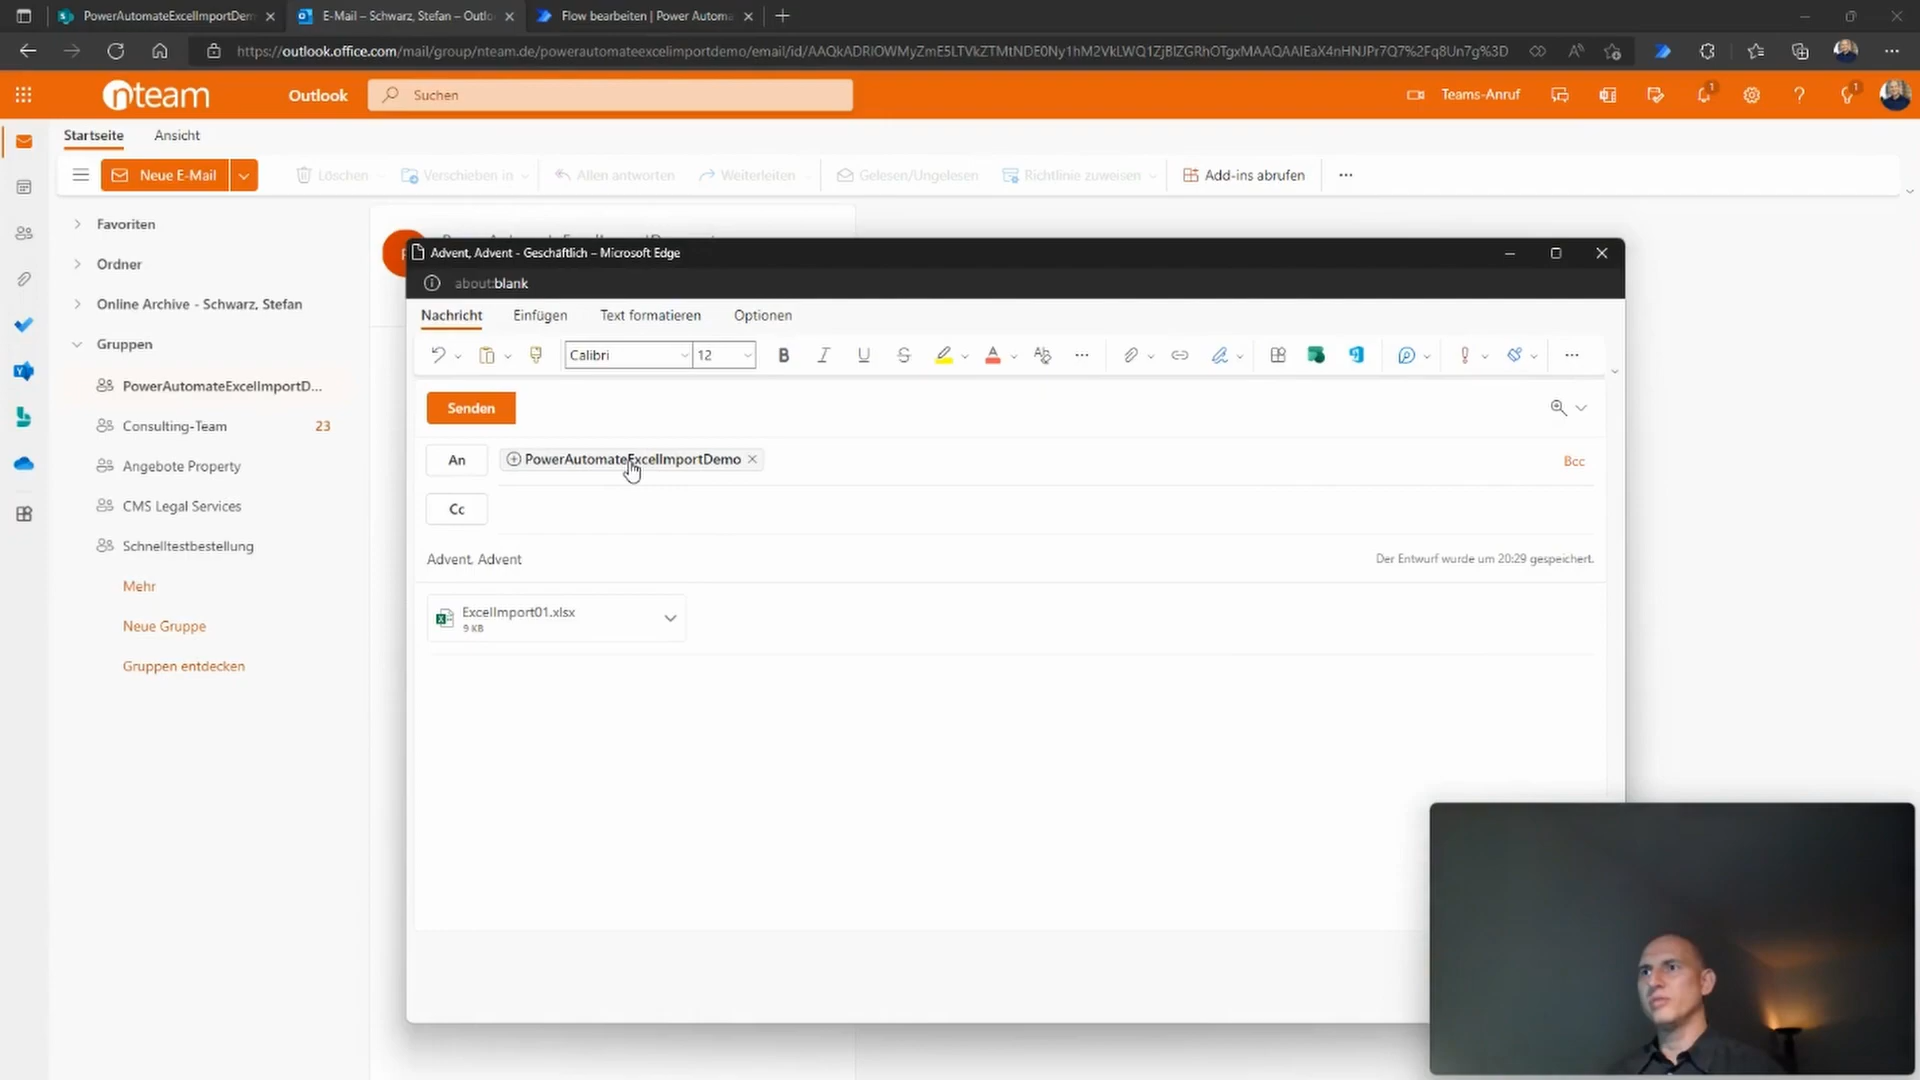 PowerAutomateExcelImportDem
E-Mail – Schwarz, Stefan – Outlo
Flow bearbeiten | Power Automa
https://outlook.office.com/mail/group/nteam.de/powerautomateexcelimportdemo/email/id/AAQkADRIOWMyZmE5LTVkZTMtNDE0Ny1hM2VkLWQ1ZjBlZGRhOTgxMAAQAAIEaX4nHNJPr7Q7%2Fq8Un7g%3D
nteam
Outlook
Suchen
Teams-Anruf
1
1
Startseite
Ansicht
Neue E-Mail
Löschen
Verschieben in
Allen antworten
Weiterleiten
Gelesen/Ungelesen
Richtlinie zuweisen
Add-ins abrufen
Favoriten
Ordner
Online Archive - Schwarz, Stefan
Gruppen
PowerAutomateExcelImportD...
Consulting-Team
23
Angebote Property
CMS Legal Services
Schnelltestbestellung
Mehr
Neue Gruppe
Gruppen entdecken
Advent, Advent - Geschäftlich – Microsoft Edge
about:blank
Nachricht
Einfügen
Text formatieren
Optionen
Calibri
12
Senden
An
PowerAutomateExcelImportDemo
Bcc
Cc
Advent, Advent
Der Entwurf wurde um 20:29 gespeichert.
ExcelImport01.xlsx
9 KB